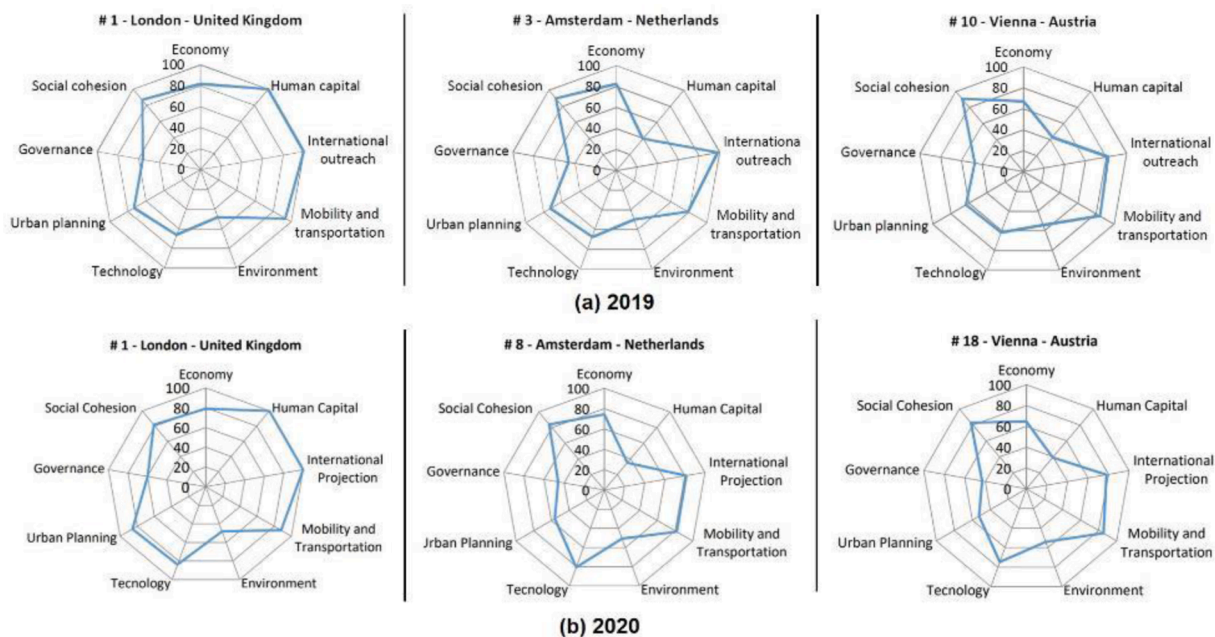 # 1 - London - United Kingdom
Economy
100
80
60
40
20
0
Human capital
International
outreach
Mobility and
transportation
Environment
Technology
Urban planning
Governance
Social cohesion
# 3 - Amsterdam - Netherlands
Economy
100
80
60
40
20
0
Human capital
Internationa
outreach
Mobility and
transportation
Environment
Technology
Urban planning
Governance
Social cohesion
# 10 - Vienna - Austria
Economy
100
80
60
40
20
0
Human capital
International
outreach
Mobility and
transportation
Environment
Technology
Urban planning
Governance
Social cohesion
(a) 2019
# 1 - London - United Kingdom
Economy
100
80
60
40
20
0
Human Capital
International
Projection
Mobility and
Transportation
Environment
Tecnology
Urban Planning
Governance
Social Cohesion
# 8 - Amsterdam - Netherlands
Economy
100
80
60
40
20
0
Human Capital
International
Projection
Mobility and
Transportation
Environment
Tecnology
Jrban Planning
Governance
Social Cohesion
# 18 - Vienna - Austria
Economy
100
80
60
40
20
0
Human Capital
International
Projection
Mobility and
Transportation
Environment
Tecnology
Urban Planning
Governance
Social Cohesion
(b) 2020